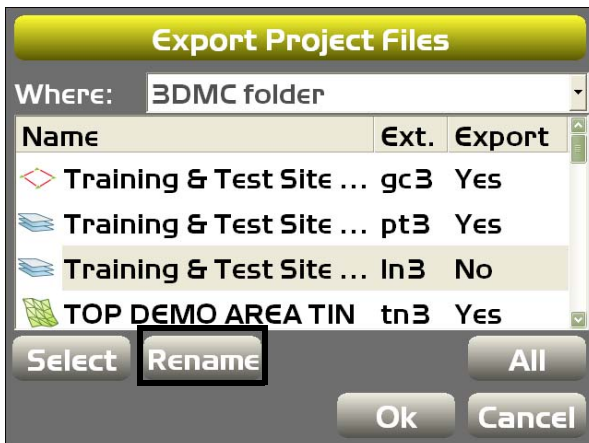 Export Project Files
Where: 3DMC folder
Name Ext. Export
Training & Test Site ... gc3 Yes
Training & Test Site ... pt3 Yes
Training & Test Site ... ln3 No
TOP DEMO AREA TIN tn3 Yes
Select Rename All
Ok Cancel